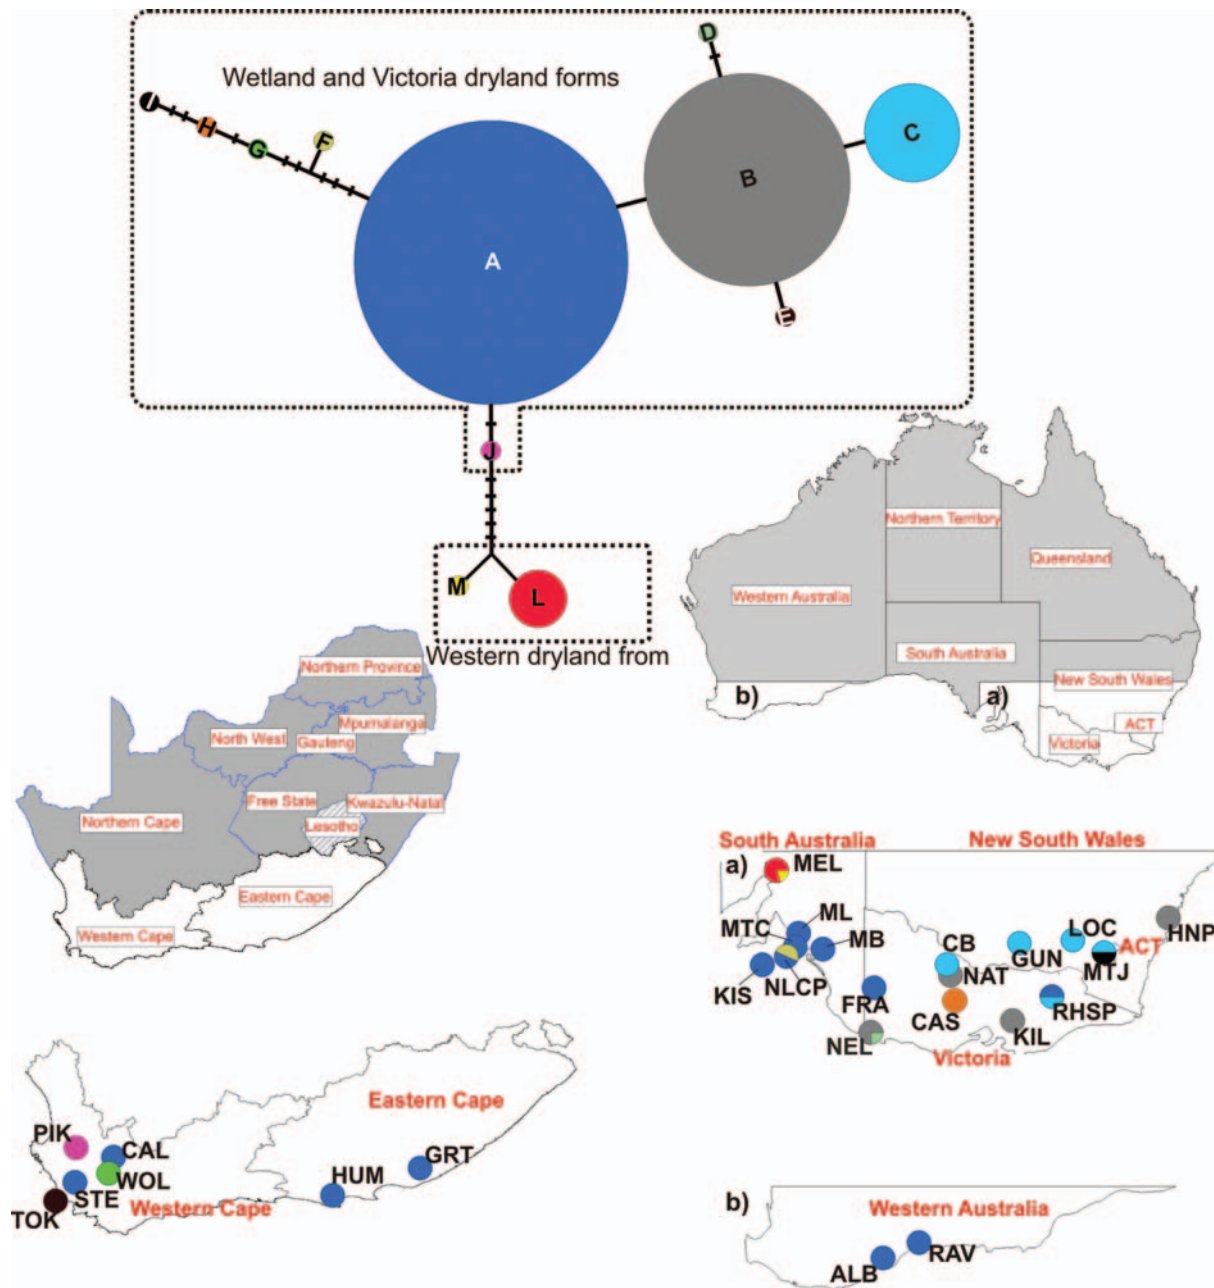 D
Wetland and Victoria dryland forms
I
H
G
F
C
B
A
E
J
M
L
Western dryland from
Northern Territory
Queensland
Western Australia
South Australia
New South Wales
b)
a)
ACT
Victoria
Northern Province
Mpumalanga
North West
Gauteng
Free State
Kwazulu-Natal
Northern Cape
Lesotho
Eastern Cape
Western Cape
South Australia
New South Wales
a)
MEL
ML
MTC
MB
CB
LOC
HNP
ACT
GUN
MTJ
KIS
NLCP
NAT
FRA
CAS
RHSP
NEL
KIL
Victoria
Eastern Cape
PIK
CAL
GRT
WOL
HUM
STE
Western Cape
TOK
b)
Western Australia
RAV
ALB